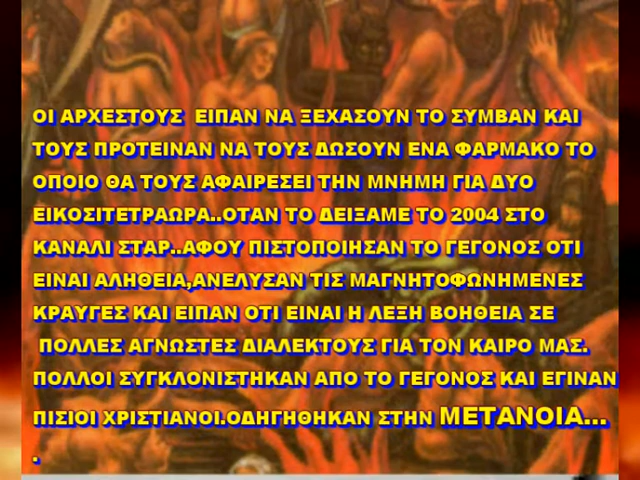 ΟΙ ΑΡΧΕΣΤΟΥΣ ΕΙΠΑΝ ΝΑ ΞΕΧΑΣΟΥΝ ΤΟ ΣΥΜΒΑΝ ΚΑΙ
ΤΟΥΣ ΠΡΟΤΕΙΝΑΝ ΝΑ ΤΟΥΣ ΔΩΣΟΥΝ ΕΝΑ ΦΑΡΜΑΚΟ ΤΟ
ΟΠΟΙΟ ΘΑ ΤΟΥΣ ΑΦΑΙΡΕΣΕΙ ΤΗΝ ΜΝΗΜΗ ΓΙΑ ΔΥΟ
ΕΙΚΟΣΙΤΕΤΡΑΩΡΑ..ΟΤΑΝ ΤΟ ΔΕΙΞΑΜΕ ΤΟ 2004 ΣΤΟ
ΚΑΝΑΛΙ ΣΤΑΡ..ΑΦΟΥ ΠΙΣΤΟΠΟΙΗΣΑΝ ΤΟ ΓΕΓΟΝΟΣ ΟΤΙ
ΕΙΝΑΙ ΑΛΗΘΕΙΑ,ΑΝΕΛΥΣΑΝ ΤΙΣ ΜΑΓΝΗΤΟΦΩΝΗΜΕΝΕΣ
ΚΡΑΥΓΕΣ ΚΑΙ ΕΙΠΑΝ ΟΤΙ ΕΙΝΑΙ Η ΛΕΞΗ ΒΟΗΘΕΙΑ ΣΕ
ΠΟΛΛΕΣ ΑΓΝΩΣΤΕΣ ΔΙΑΛΕΚΤΟΥΣ ΓΙΑ ΤΟΝ ΚΑΙΡΟ ΜΑΣ.
ΠΟΛΛΟΙ ΣΥΓΚΛΟΝΙΣΤΗΚΑΝ ΑΠΟ ΤΟ ΓΕΓΟΝΟΣ ΚΑΙ ΕΓΙΝΑΝ
ΠΙΣΙΟΙ ΧΡΙΣΤΙΑΝΟΙ.ΟΔΗΓΗΘΗΚΑΝ ΣΤΗΝ ΜΕΤΑΝΟΙΑ...
.